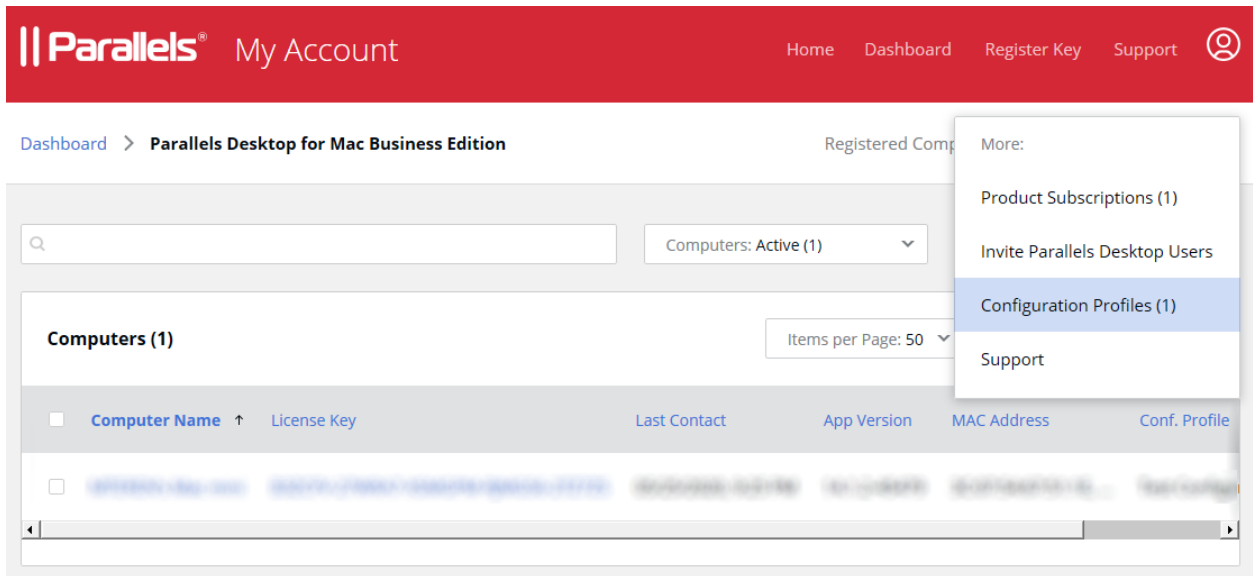 || Parallels® My Account Home Dashboard Register Key Support
Dashboard > Parallels Desktop for Mac Business Edition Registered Comp
More:
Product Subscriptions (1)
Invite Parallels Desktop Users
Configuration Profiles (1)
Support
Computers: Active (1)
Computers (1) Items per Page: 50
Computer Name ↑ License Key Last Contact App Version MAC Address Conf. Profile